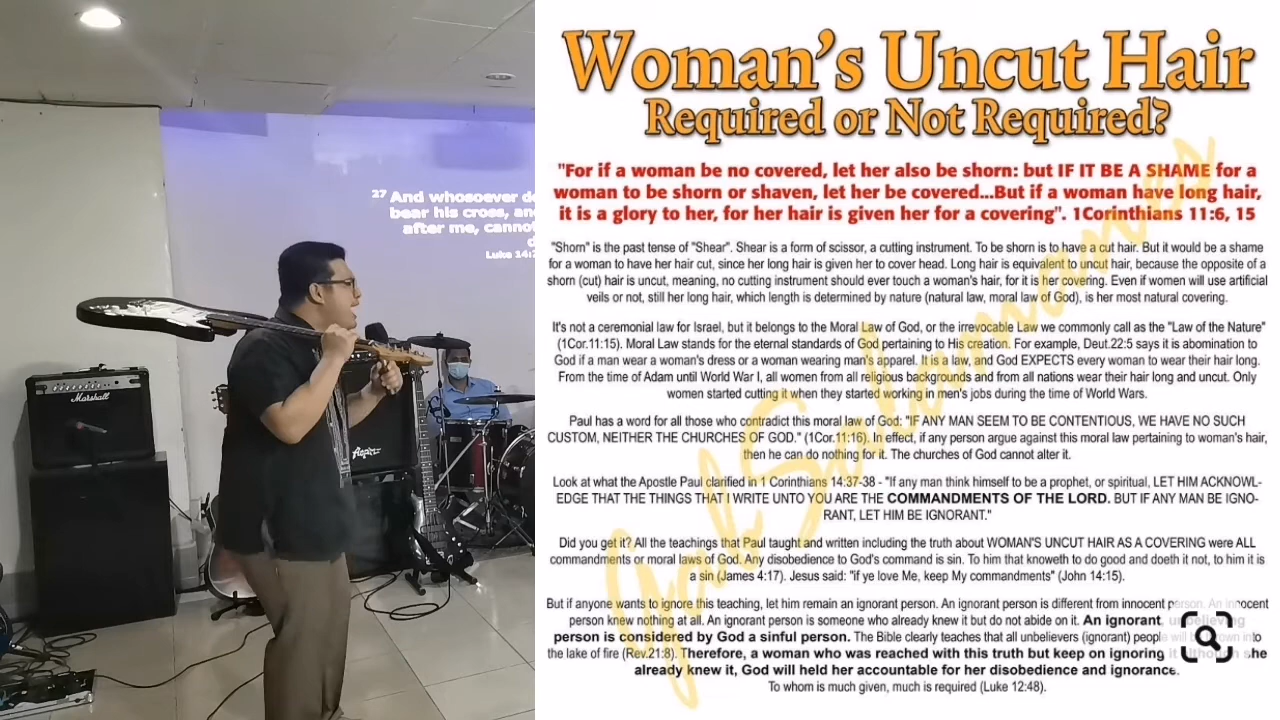 27 And whosoever
bear his cross, and
after me, canno
Luke 14:
Marshall
Woman's Uncut Hair
Required or Not Required?
"For if a woman be no covered, let her also be shorn: but IF IT BE A SHAME for a
woman to be shorn or shaven, let her be covered...But if a woman have long hair,
it is a glory to her, for her hair is given her for a covering". 1Corinthians 11:6, 15
"Shorn" is the past tense of "Shear". Shear is a form of scissor, a cutting instrument. To be shorn is to have a cut hair. But it would be a shame
for a woman to have her hair cut, since her long hair is given her to cover head. Long hair is equivalent to uncut hair, because the opposite of a
shorn (cut) hair is uncut, meaning, no cutting instrument should ever touch a woman's hair, for it is her covering. Even if women will use artificial
veils or not, still her long hair, which length is determined by nature (natural law, moral law of God), is her most natural covering.
It's not a ceremonial law for Israel, but it belongs to the Moral Law of God, or the irrevocable Law we commonly call as the "Law of the Nature"
(1Cor.11:15). Moral Law stands for the eternal standards of God pertaining to His creation. For example, Deut.22:5 says it is abomination to
God if a man wear a woman's dress or a woman wearing man's apparel. It is a law, and God EXPECTS every woman to wear their hair long.
From the time of Adam until World War I, all women from all religious backgrounds and from all nations wear their hair long and uncut. Only
women started cutting it when they started working in men's jobs during the time of World Wars.
Paul has a word for all those who contradict this moral law of God: "IF ANY MAN SEEM TO BE CONTENTIOUS, WE HAVE NO SUCH
CUSTOM, NEITHER THE CHURCHES OF GOD." (1Cor.11:16). In effect, if any person argue against this moral law pertaining to woman's hair,
then he can do nothing for it. The churches of God cannot alter it.
Look at what the Apostle Paul clarified in 1 Corinthians 14:37-38 - "If any man think himself to be a prophet, or spiritual, LET HIM ACKNOWL-
EDGE THAT THE THINGS THAT I WRITE UNTO YOU ARE THE COMMANDMENTS OF THE LORD. BUT IF ANY MAN BE IGNO-
RANT, LET HIM BE IGNORANT."
Did you get it? All the teachings that Paul taught and written including the truth about WOMAN'S UNCUT HAIR AS A COVERING were ALL
commandments or moral laws of God. Any disobedience to God's command is sin. To him that knoweth to do good and doeth it not, to him it is
a sin (James 4:17). Jesus said: "if ye love Me, keep My commandments" (John 14:15).
But if anyone wants to ignore this teaching, let him remain an ignorant person. An ignorant person is different from innocent person. An innocent
person knew nothing at all. An ignorant person is someone who already knew it but do not abide on it. An ignorant, unbelieving
person is considered by God a sinful person. The Bible clearly teaches that all unbelievers (ignorant) people will be thrown into
the lake of fire (Rev.21:8). Therefore, a woman who was reached with this truth but keep on ignoring it although she
already knew it, God will held her accountable for her disobedience and ignorance.
To whom is much given, much is required (Luke 12:48).